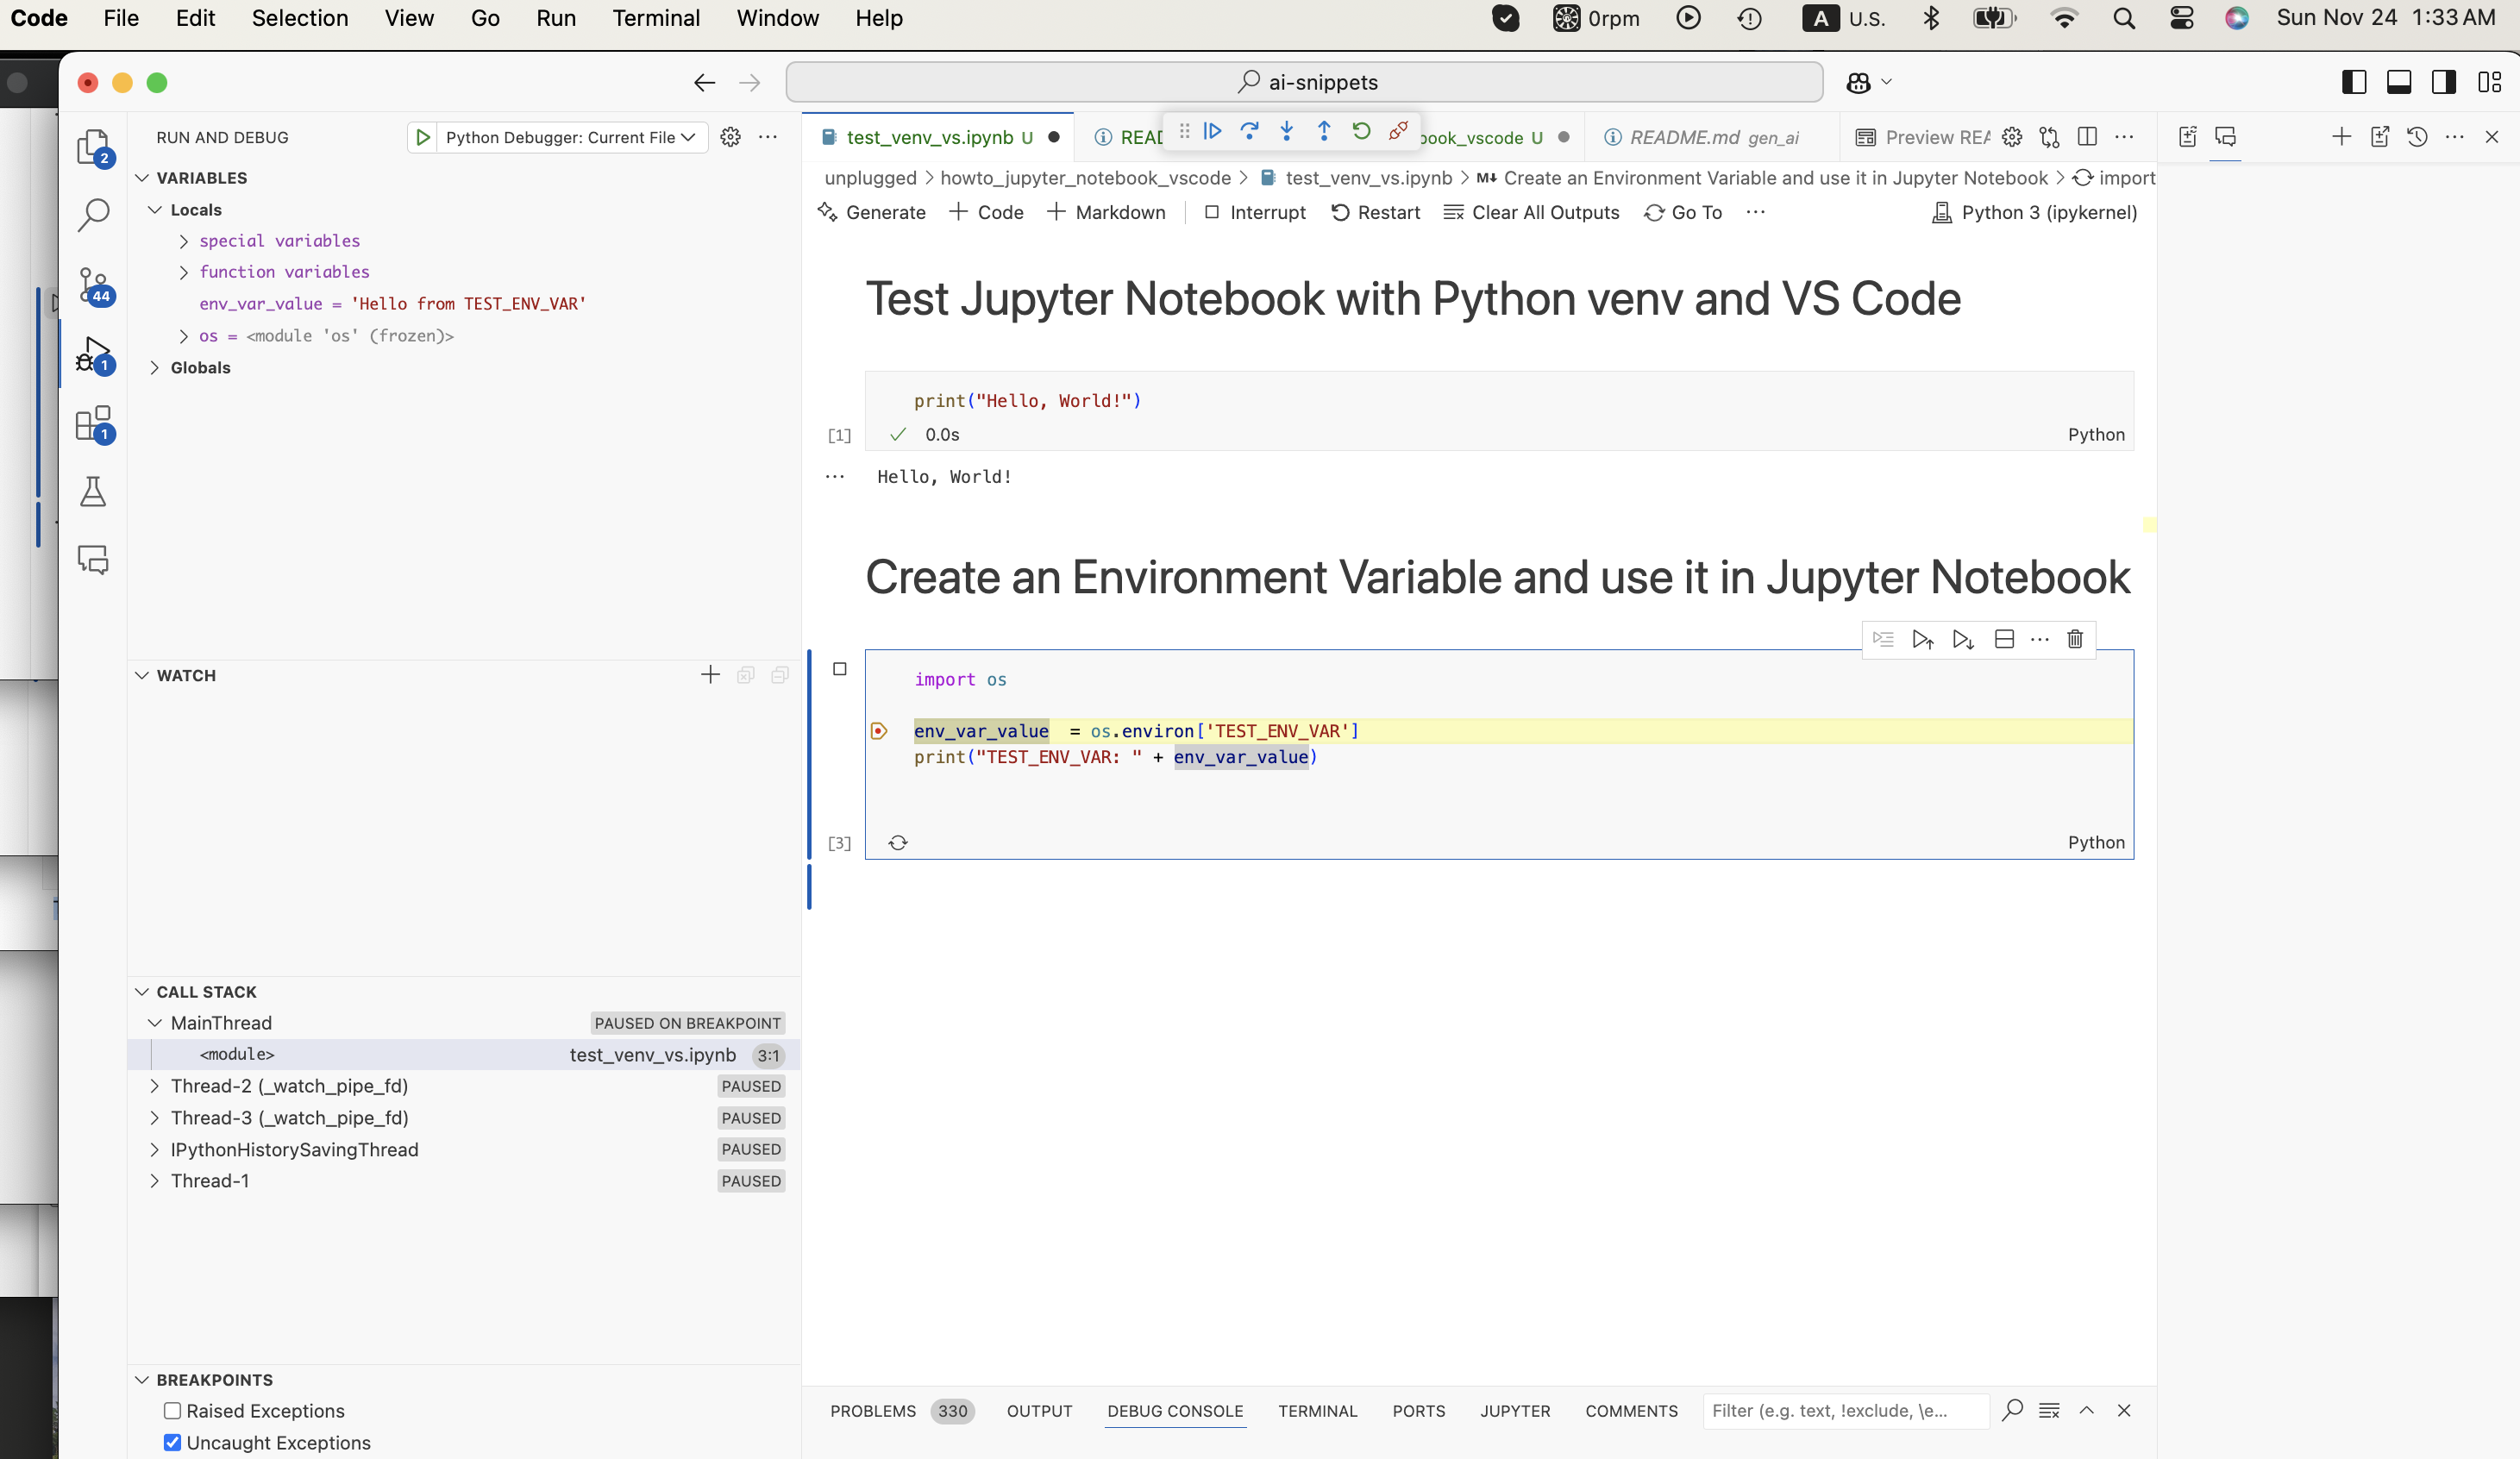 Code File Edit Selection View Go Run Terminal Window Help 0rpm A U.S. Sun Nov 24 1:33 AM
ai-snippets
2
44
1
1
RUN AND DEBUG Python Debugger: Current File
VARIABLES
Locals
special variables
function variables
env_var_value = 'Hello from TEST_ENV_VAR'
os = <module 'os' (frozen)>
Globals
WATCH
CALL STACK
MainThread PAUSED ON BREAKPOINT
<module> test_venv_vs.ipynb 3:1
Thread-2 (_watch_pipe_fd) PAUSED
Thread-3 (_watch_pipe_fd) PAUSED
IPythonHistorySavingThread PAUSED
Thread-1 PAUSED
BREAKPOINTS
Raised Exceptions
Uncaught Exceptions
test_venv_vs.ipynb U READ book_vscode U README.md gen_ai Preview REA
unplugged > howto_jupyter_notebook_vscode > test_venv_vs.ipynb > M↓ Create an Environment Variable and use it in Jupyter Notebook > import
Generate + Code + Markdown Interrupt Restart Clear All Outputs Go To ... Python 3 (ipykernel)
Test Jupyter Notebook with Python venv and VS Code
print("Hello, World!")
[1] 0.0s Python
... Hello, World!
Create an Environment Variable and use it in Jupyter Notebook
import os
env_var_value  = os.environ['TEST_ENV_VAR']
print("TEST_ENV_VAR: " + env_var_value)
[3] Python
PROBLEMS 330 OUTPUT DEBUG CONSOLE TERMINAL PORTS JUPYTER COMMENTS Filter (e.g. text, !exclude, \e...